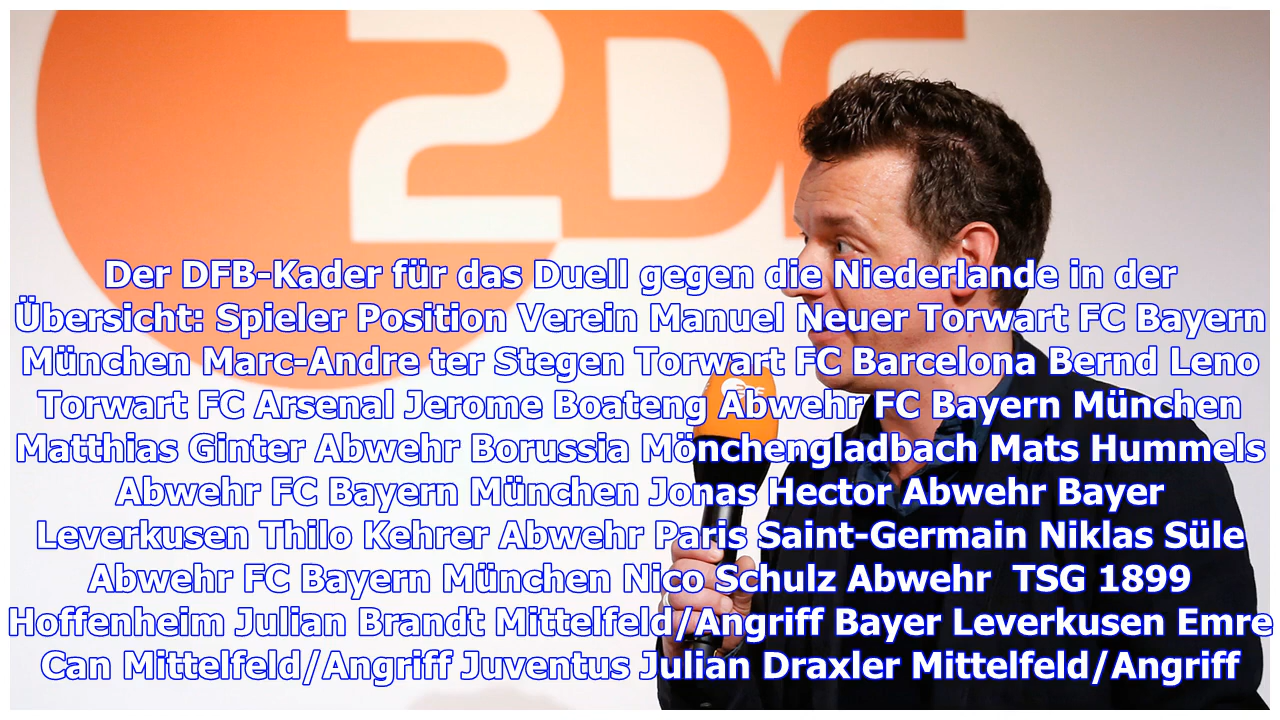 ZDF
ZDF
Der DFB-Kader für das Duell gegen die Niederlande in der
Übersicht: Spieler Position Verein Manuel Neuer Torwart FC Bayern
München Marc-Andre ter Stegen Torwart FC Barcelona Bernd Leno
Torwart FC Arsenal Jerome Boateng Abwehr FC Bayern München
Matthias Ginter Abwehr Borussia Mönchengladbach Mats Hummels
Abwehr FC Bayern München Jonas Hector Abwehr Bayer
Leverkusen Thilo Kehrer Abwehr Paris Saint-Germain Niklas Süle
Abwehr FC Bayern München Nico Schulz Abwehr  TSG 1899
Hoffenheim Julian Brandt Mittelfeld/Angriff Bayer Leverkusen Emre
Can Mittelfeld/Angriff Juventus Julian Draxler Mittelfeld/Angriff